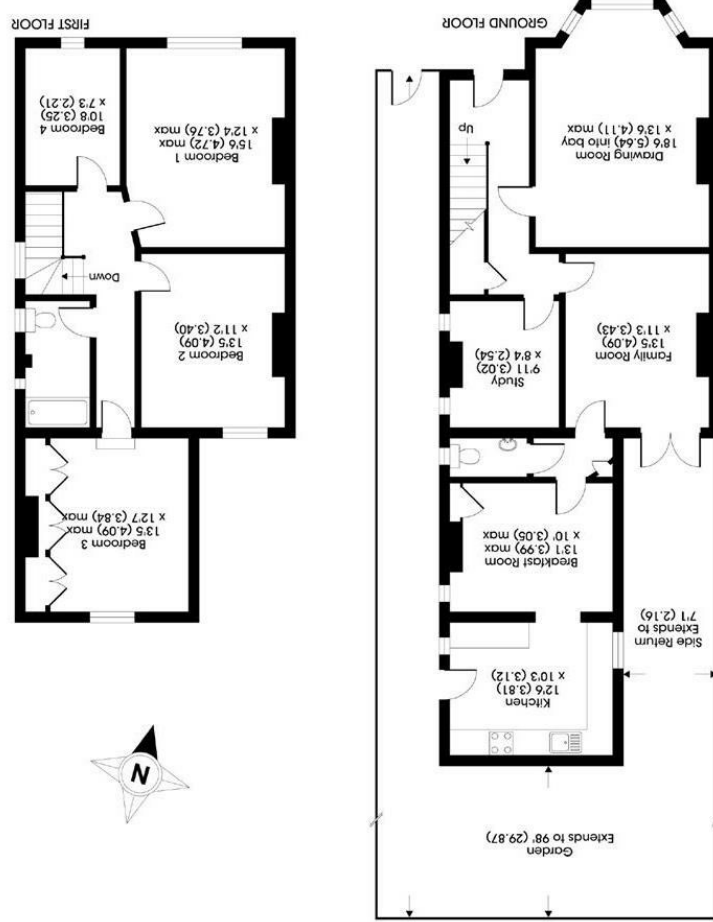 Garden
Extends to 98' (29.87)
Kitchen
12'6 (3.81)
x 10'3 (3.12)
Side Return
Extends to
7'1 (2.16)
Breakfast Room
13'1 (3.99) max
x 10' (3.05) max
Family Room
13'5 (4.09)
x 11'3 (3.43)
Study
9'11 (3.02)
x 8'4 (2.54)
Drawing Room
18'6 (5.64) into bay
x 13'6 (4.11) max
Up
GROUND FLOOR
N
Bedroom 3
13'5 (4.09) max
x 12'7 (3.84) max
Bedroom 2
13'5 (4.09)
x 11'2 (3.40)
Down
Bedroom 1
15'6 (4.72) max
x 12'4 (3.76) max
Bedroom 4
10'8 (3.25)
x 7'3 (2.21)
FIRST FLOOR